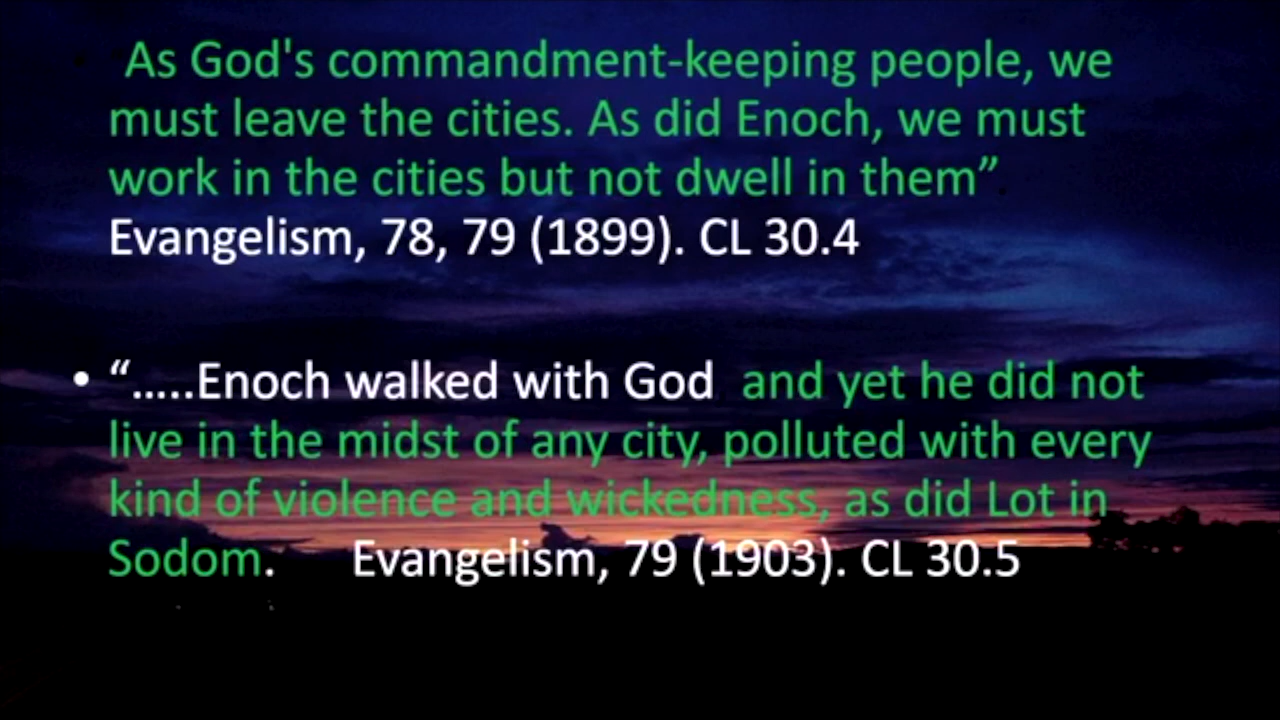 As God's commandment-keeping people, we
must leave the cities. As did Enoch, we must
work in the cities but not dwell in them”
Evangelism, 78, 79 (1899). CL 30.4
• “…..Enoch walked with God and yet he did not
live in the midst of any city, polluted with every
kind of violence and wickedness, as did Lot in
Sodom. Evangelism, 79 (1903). CL 30.5